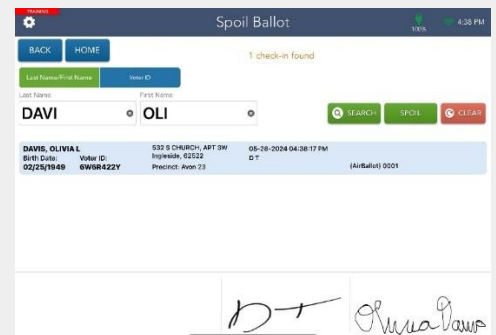 TRAINING
Spoil Ballot
100%
4:38 PM
BACK
HOME
1 check-in found
Last Name/First Name
Voter ID
Last Name
First Name
DAVI
OLI
SEARCH
SPOIL
CLEAR
DAVIS, OLIVIA L
532 S CHURCH, APT 3W
05-28-2024 04:38:17 PM
Birth Date:
Voter ID:
Ingleside, 62522
D T
02/25/1949
6W6R422Y
Precinct: Avon 23
(AirBallot) 0001
DT